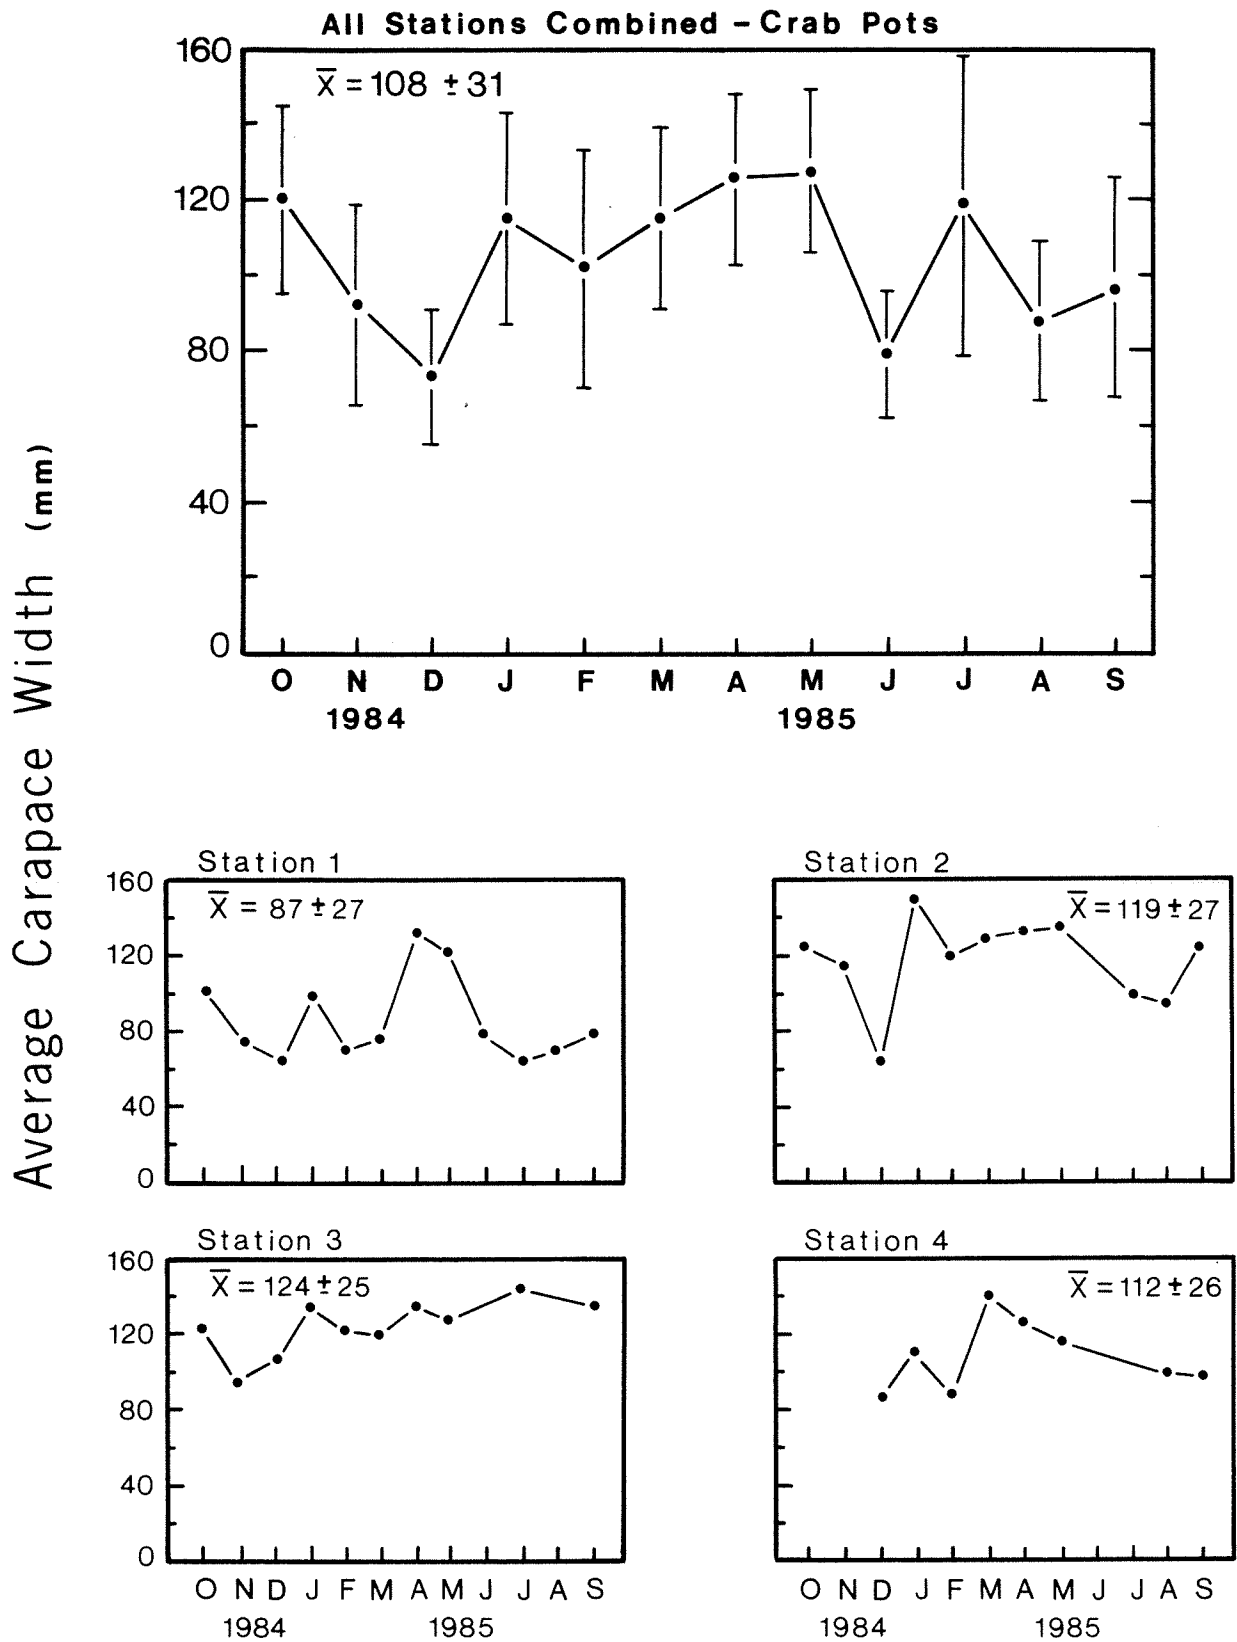 All Stations Combined – Crab Pots
X̅ = 108 ± 31
160
120
80
40
0
O N D J F M A M J J A S
1984 1985
Average Carapace Width (mm)
Station 1
X̅ = 87 ± 27
160
120
80
40
0
Station 2
X̅ = 119 ± 27
Station 3
X̅ = 124 ± 25
160
120
80
40
0
O N D J F M A M J J A S
1984 1985
Station 4
X̅ = 112 ± 26
O N D J F M A M J J A S
1984 1985